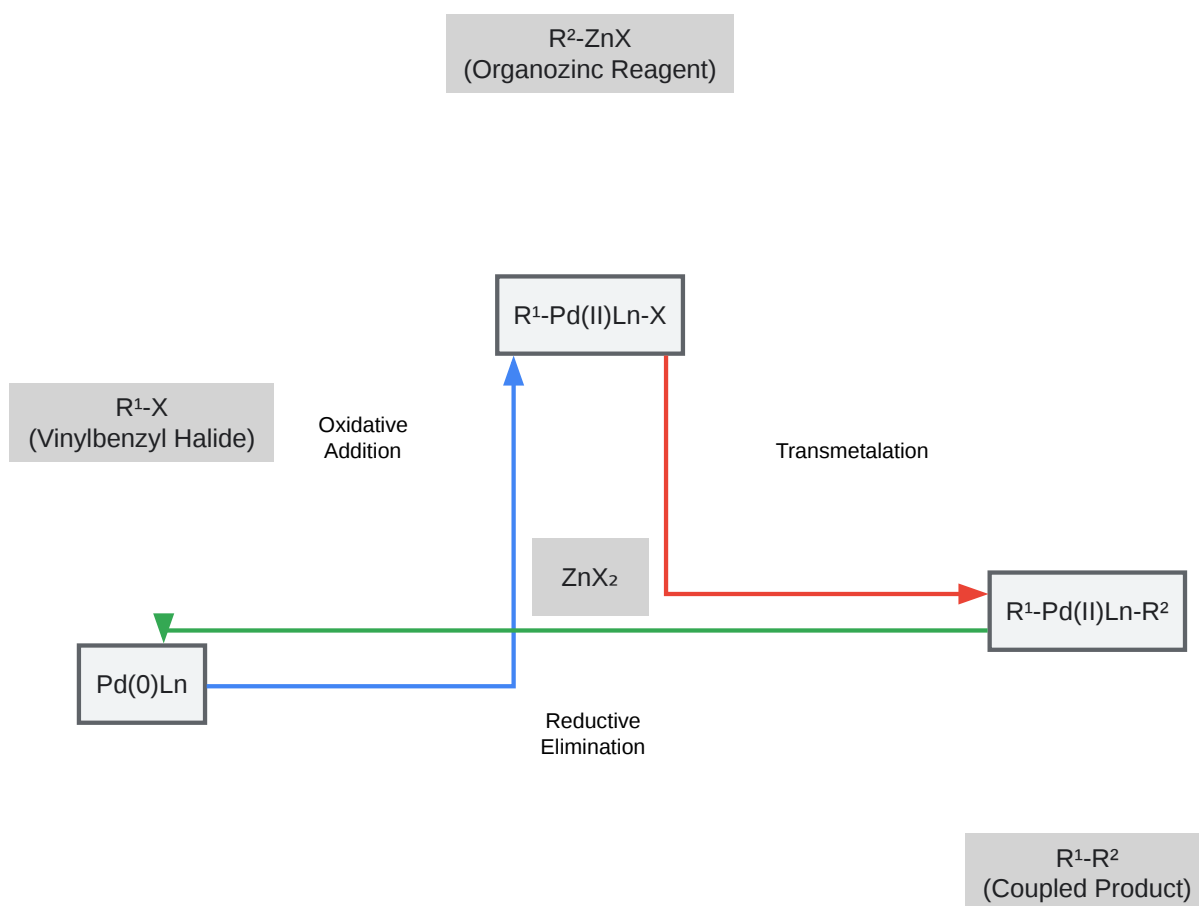 R²-ZnX
(Organozinc Reagent)
R¹-Pd(II)Ln-X
R¹-X
(Vinylbenzyl Halide)
Oxidative
Addition
Transmetalation
ZnX₂
R¹-Pd(II)Ln-R²
Pd(0)Ln
Reductive
Elimination
R¹-R²
(Coupled Product)